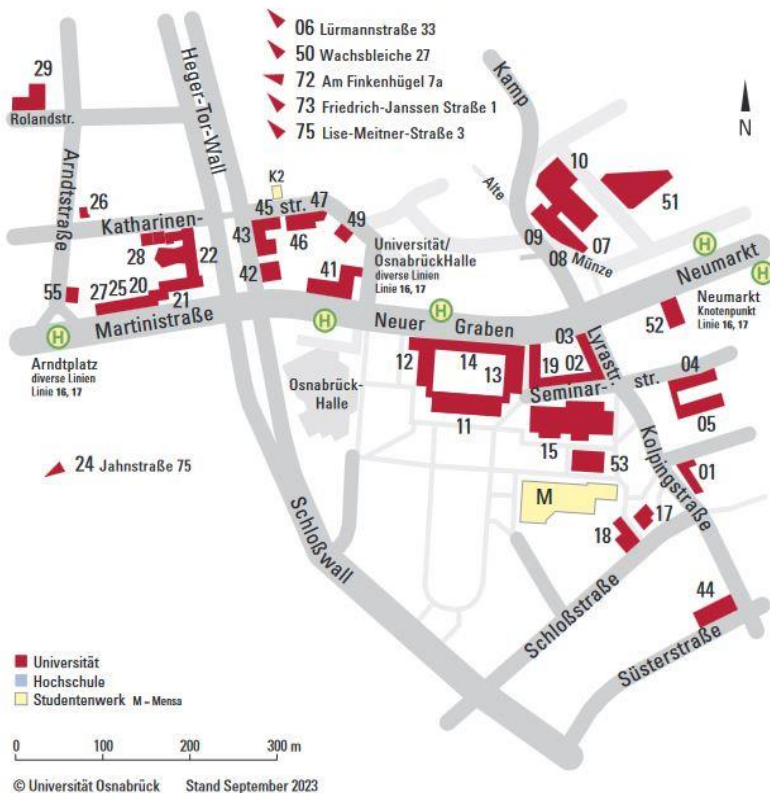 06 Lürmannstraße 33
50 Wachsbleiche 27
72 Am Finkenhügel 7a
73 Friedrich-Janssen Straße 1
75 Lise-Meitner-Straße 3
N
29
Rolandstr.
Arndtstraße
Heger-Tor-Wall
Kamp
Alte
Münze
10
51
09
08
07
K2
26
Katharinen-
str.
45
47
46
49
43
42
41
28
22
55
27
25
20
21
Martinistraße
Universität/
OsnabrückHalle
diverse Linien
Linie 16, 17
H
H
H
H
H
Neumarkt
Neumarkt
Knotenpunkt
Linie 16, 17
Neuer Graben
Arndtplatz
diverse Linien
Linie 16, 17
Osnabrück-
Halle
12
14
13
11
03
19
02
Lyrastr.
52
Seminar-
str.
04
05
15
53
M
01
Kolpingstraße
17
18
24 Jahnstraße 75
Schloßwall
Schloßstraße
44
Süsterstraße
Universität
Hochschule
Studentenwerk M – Mensa
0 100 200 300 m
© Universität Osnabrück Stand September 2023